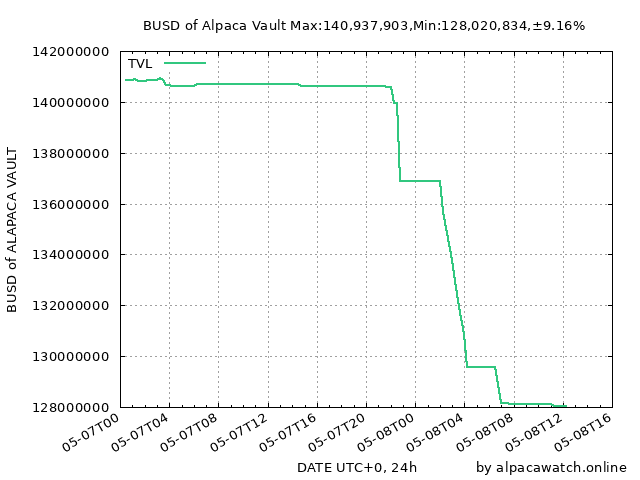 BUSD of Alpaca Vault Max:140,937,903,Min:128,020,834,±9.16%
TVL
142000000
140000000
138000000
136000000
134000000
132000000
130000000
128000000
BUSD of ALAPACA VAULT
05-07T00
05-07T04
05-07T08
05-07T12
05-07T16
05-07T20
05-08T00
05-08T04
05-08T08
05-08T12
05-08T16
DATE UTC+0, 24h
by alpacawatch.online